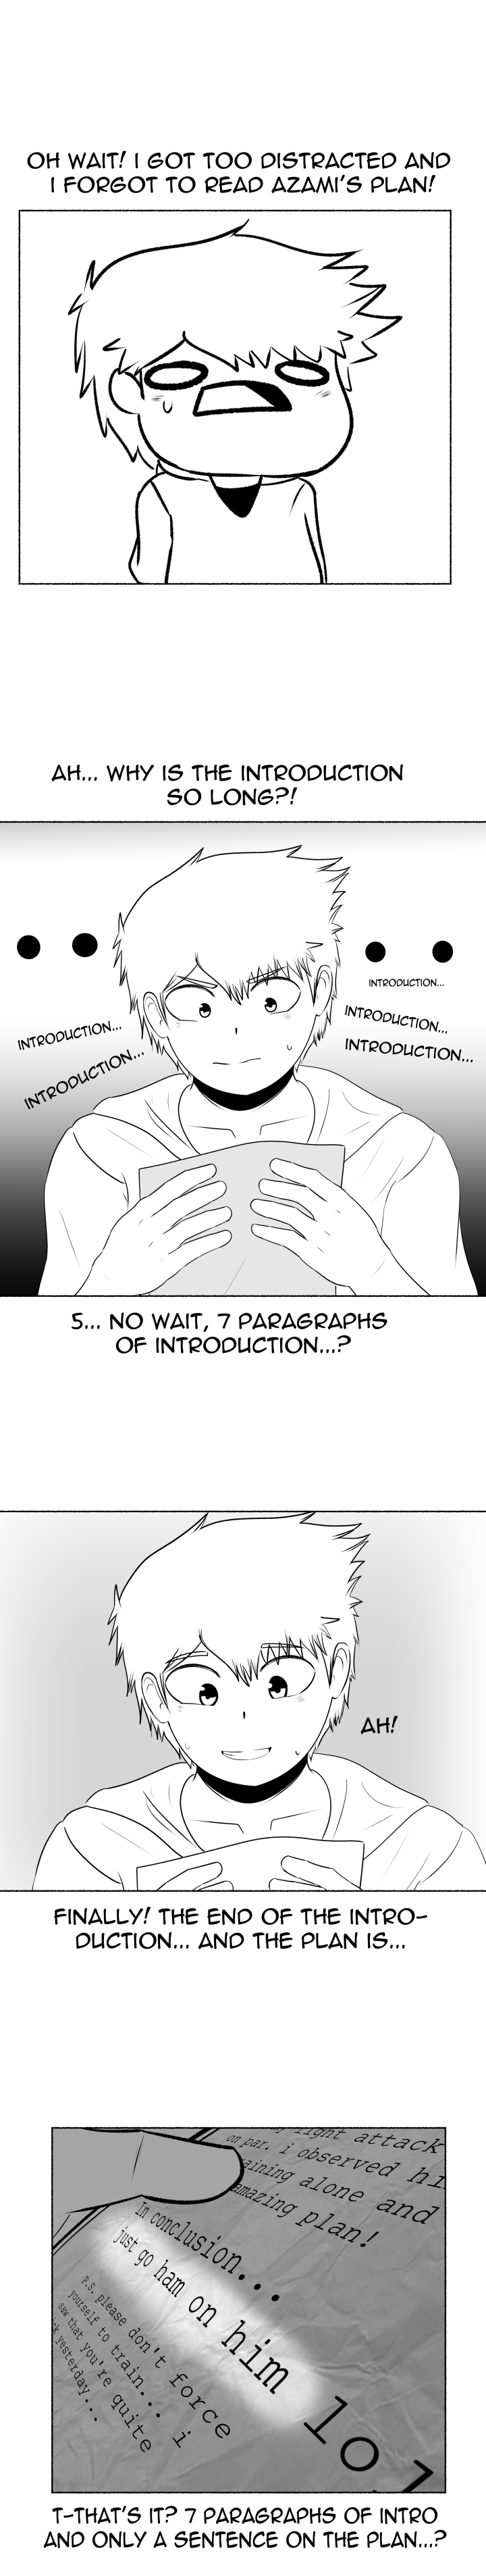 OH WAIT! I GOT TOO DISTRACTED AND
I FORGOT TO READ AZAMI'S PLAN!
AH... WHY IS THE INTRODUCTION
SO LONG?!
INTRODUCTION...
INTRODUCTION...
INTRODUCTION...
INTRODUCTION...
INTRODUCTION...
5... NO WAIT, 7 PARAGRAPHS
OF INTRODUCTION...?
AH!
FINALLY! THE END OF THE INTRO-
DUCTION... AND THE PLAN IS...
light attack
on par. i observed hi
aining alone and
amazing plan!
In conclusion...
just go ham on him lol
p.s. please don't force
yourself to train... i
saw that you're quite
yesterday...
T-THAT'S IT? 7 PARAGRAPHS OF INTRO
AND ONLY A SENTENCE ON THE PLAN...?